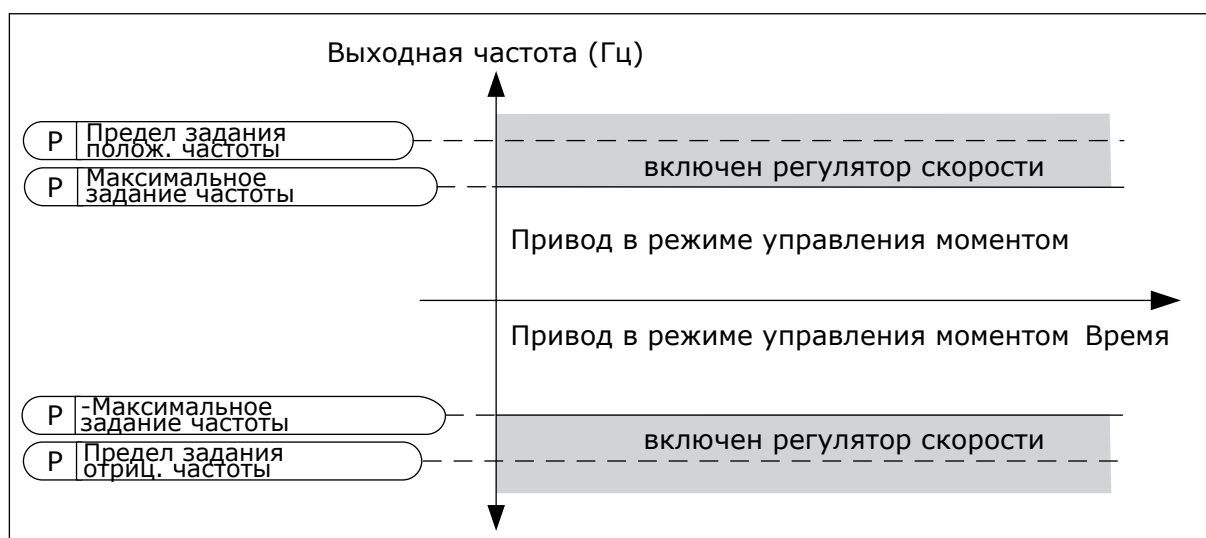 Выходная частота (Гц)
P Предел задания
полож. частоты
P Максимальное
задание частоты
включен регулятор скорости
Привод в режиме управления моментом
Привод в режиме управления моментом Время
P -Максимальное
задание частоты
включен регулятор скорости
P Предел задания
отриц. частоты